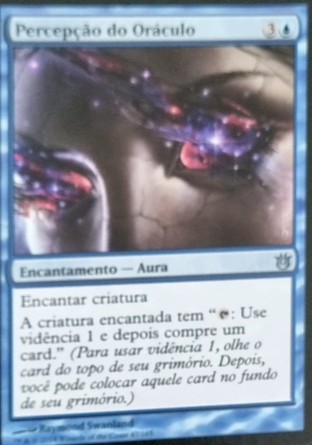 Percepção do Oráculo 3
Encantamento — Aura
Encantar criatura
A criatura encantada tem “: Use
vidência 1 e depois compre um
card.” (Para usar vidência 1, olhe o
card do topo de seu grimório. Depois,
você pode colocar aquele card no fundo
de seu grimório.)
Raymond Swanland